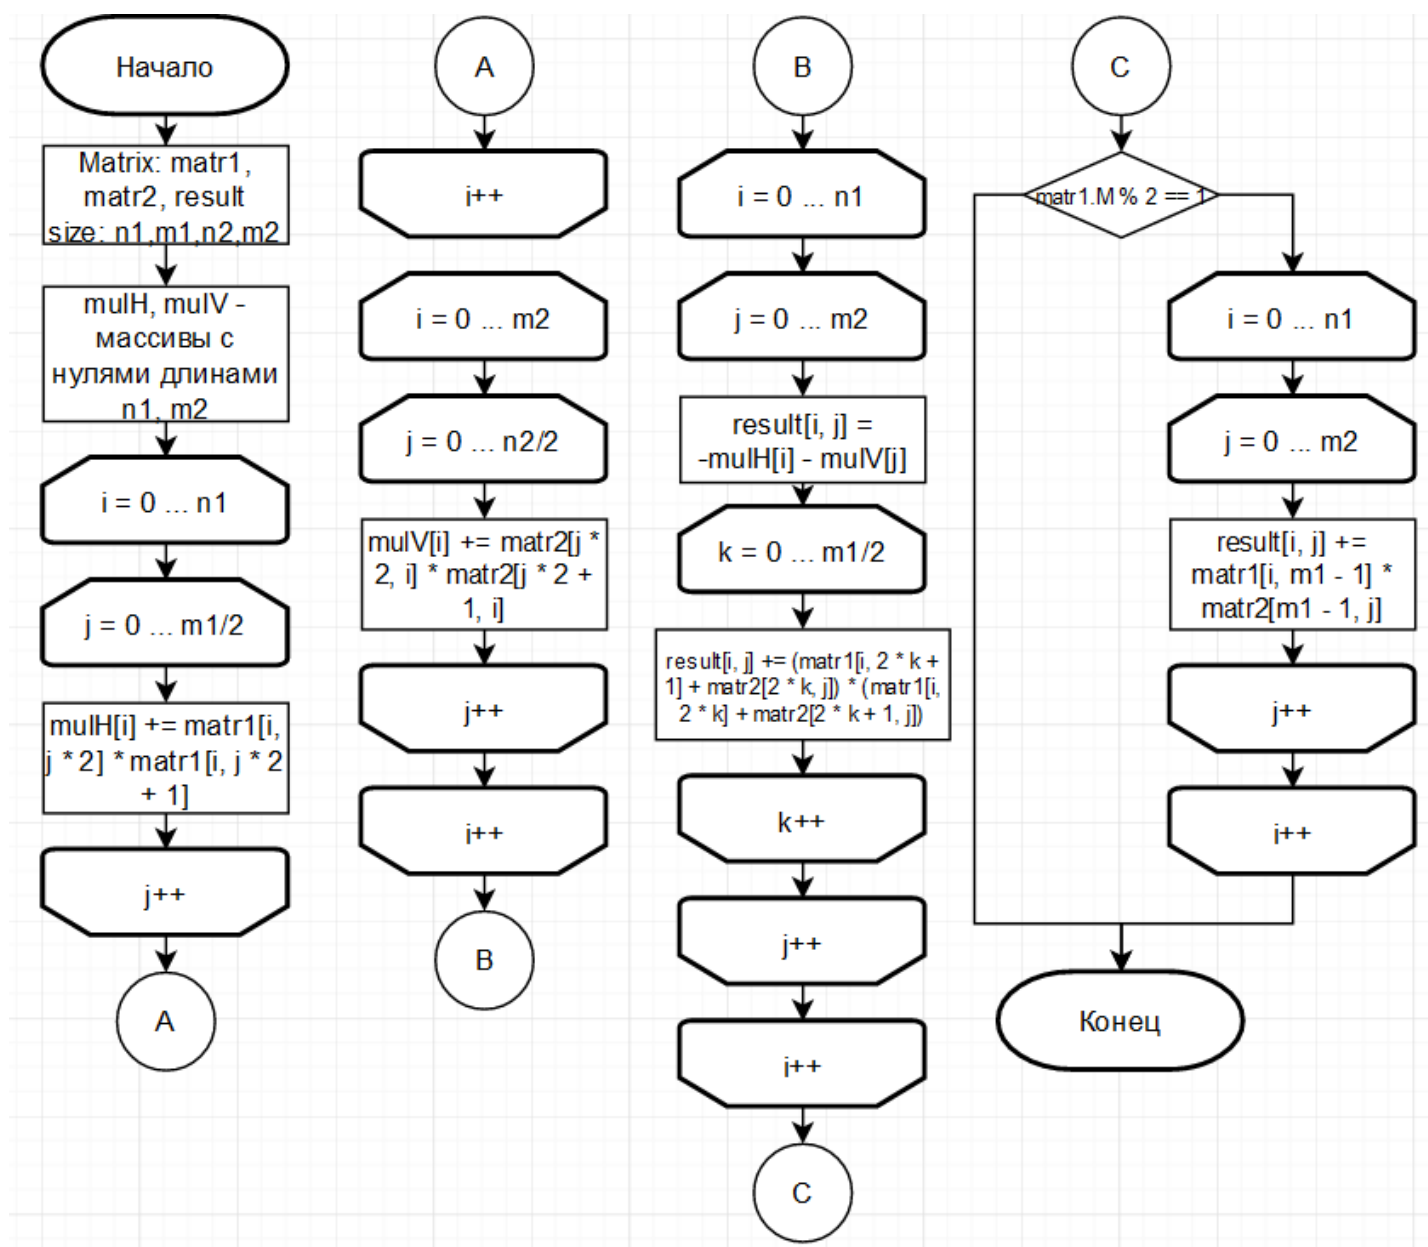 Начало
Matrix: matr1,
matr2, result
size: n1,m1,n2,m2
mulH, mulV -
массивы с
нулями длинами
n1, m2
i = 0 ... n1
j = 0 ... m1/2
mulH[i] += matr1[i,
j * 2] * matr1[i, j * 2
+ 1]
j++
A
A
i++
i = 0 ... m2
j = 0 ... n2/2
mulV[i] += matr2[j *
2, i] * matr2[j * 2 +
1, i]
j++
i++
B
B
i = 0 ... n1
j = 0 ... m2
result[i, j] =
-mulH[i] - mulV[j]
k = 0 ... m1/2
result[i, j] += (matr1[i, 2 * k +
1] + matr2[2 * k, j]) * (matr1[i,
2 * k] + matr2[2 * k + 1, j])
k++
j++
i++
C
C
matr1.M % 2 == 1
i = 0 ... n1
j = 0 ... m2
result[i, j] +=
matr1[i, m1 - 1] *
matr2[m1 - 1, j]
j++
i++
Конец